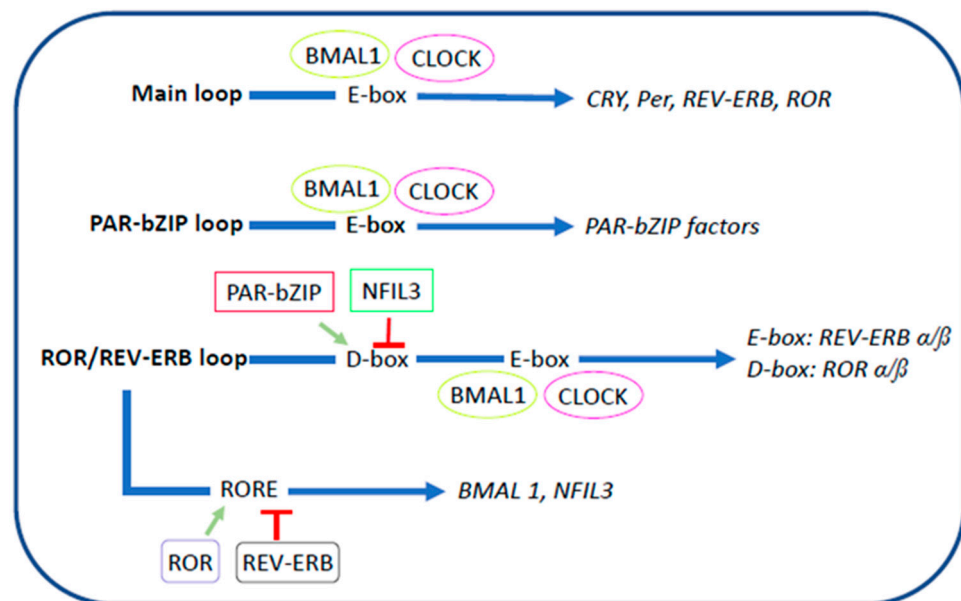 BMAL1 CLOCK
Main loop E-box CRY, Per, REV-ERB, ROR
BMAL1 CLOCK
PAR-bZIP loop E-box PAR-bZIP factors
PAR-bZIP NFIL3
E-box: REV-ERB α/β
ROR/REV-ERB loop D-box E-box
D-box: ROR α/β
BMAL1 CLOCK
RORE BMAL 1, NFIL3
ROR REV-ERB